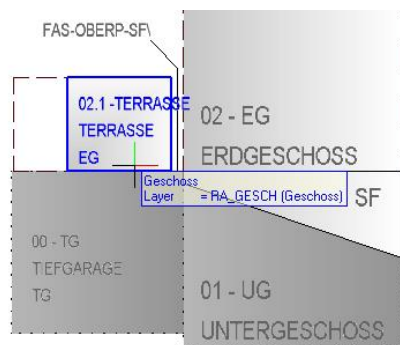 FAS-OBERP-SF\
02.1 -TERRASSE
TERRASSE
EG
02 - EG
ERDGESCHOSS
Geschoss
Layer = RA_GESCH (Geschoss)
SF
00 - TG
TIEFGARAGE
TG
01 - UG
UNTERGESCHOSS